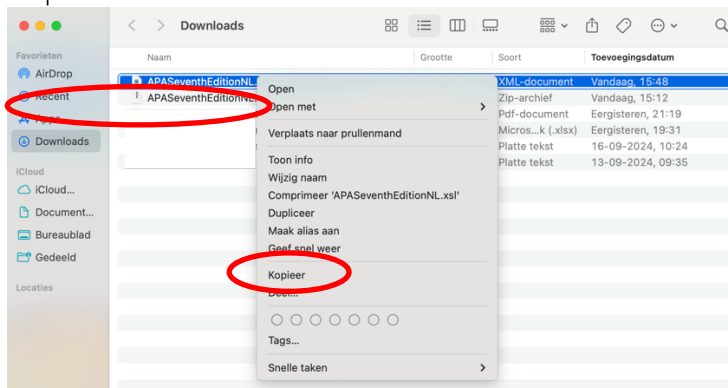 Downloads
Favorieten
Naam
Grootte
Soort
Toevoegingsdatum
AirDrop
APASeventhEditionNL
XML-document
Vandaag, 15:48
Recent
APASeventhEditionNL
Zip-archief
Vandaag, 15:12
Apps
Pdf-document
Eergisteren, 21:19
Downloads
Micros...k (.xlsx)
Eergisteren, 19:31
Platte tekst
16-09-2024, 10:24
Platte tekst
13-09-2024, 09:35
iCloud
iCloud...
Document...
Bureaublad
Gedeeld
Locaties
Open
Open met
Verplaats naar prullenmand
Toon info
Wijzig naam
Comprimeer 'APASeventhEditionNL.xsl'
Dupliceer
Maak alias aan
Geef snel weer
Kopieer
Deel...
Tags...
Snelle taken